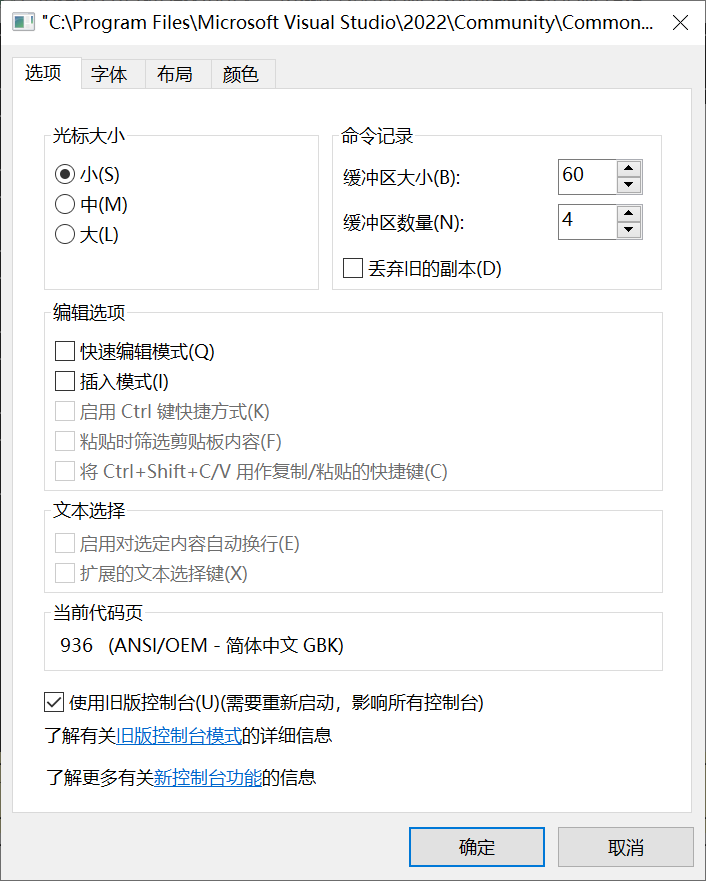 "C:\Program Files\Microsoft Visual Studio\2022\Community\Common...
选项 字体 布局 颜色
光标大小
小(S)
中(M)
大(L)
命令记录
缓冲区大小(B): 60
缓冲区数量(N): 4
丢弃旧的副本(D)
编辑选项
快速编辑模式(Q)
插入模式(I)
启用 Ctrl 键快捷方式(K)
粘贴时筛选剪贴板内容(F)
将 Ctrl+Shift+C/V 用作复制/粘贴的快捷键(C)
文本选择
启用对选定内容自动换行(E)
扩展的文本选择键(X)
当前代码页
936 (ANSI/OEM - 简体中文 GBK)
使用旧版控制台(U)(需要重新启动，影响所有控制台)
了解有关旧版控制台模式的详细信息
了解更多有关新控制台功能的信息
确定 取消